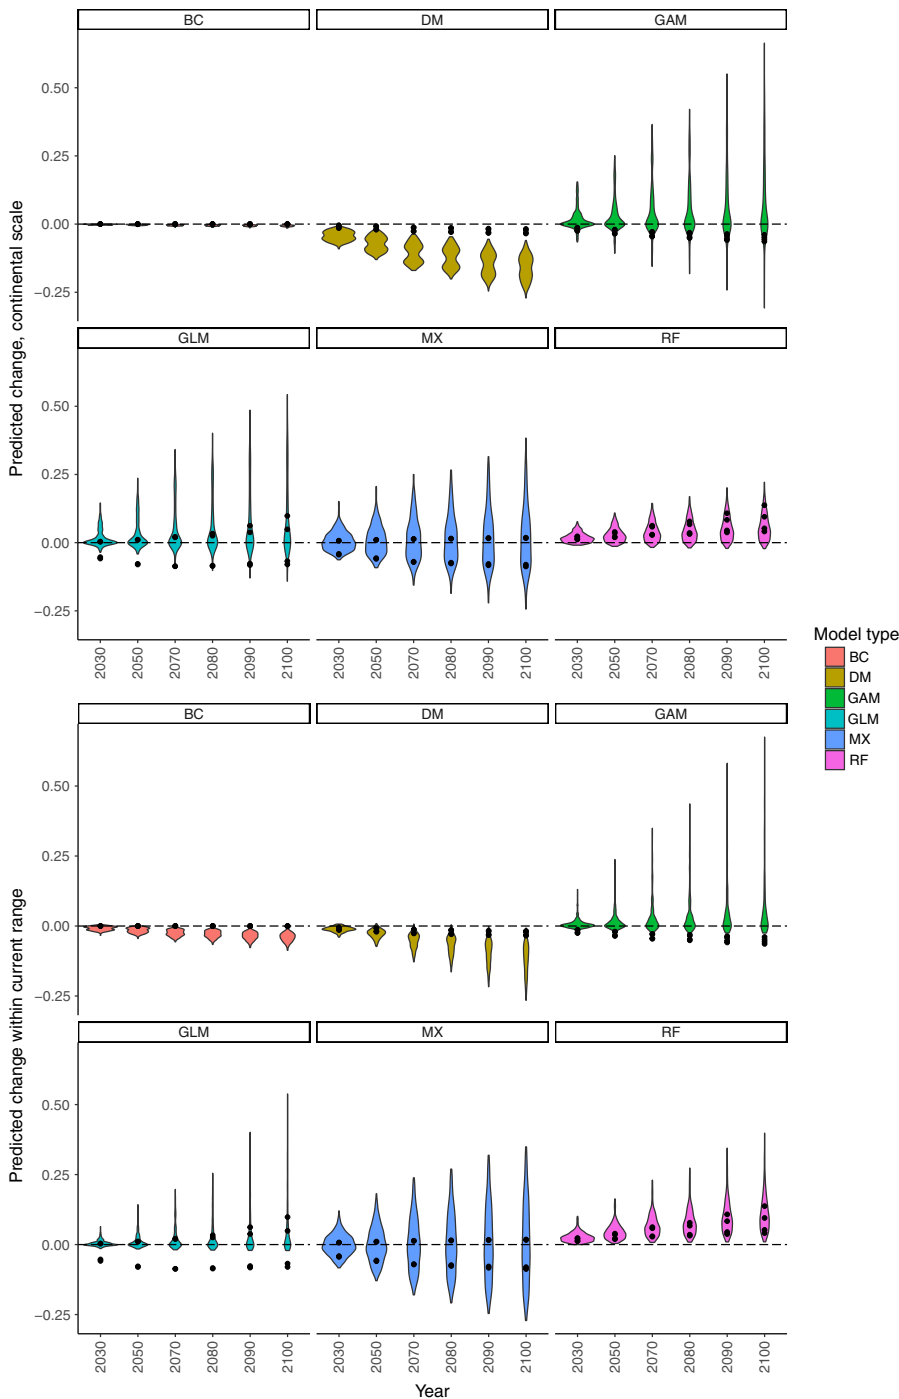 BC DM GAM
Predicted change, continental scale
0.50
0.25
0.00
−0.25
GLM MX RF
0.50
0.25
0.00
−0.25
2030 2050 2070 2080 2090 2100 2030 2050 2070 2080 2090 2100 2030 2050 2070 2080 2090 2100
Model type
BC
DM
GAM
GLM
MX
RF
BC DM GAM
Predicted change within current range
0.50
0.25
0.00
−0.25
GLM MX RF
0.50
0.25
0.00
−0.25
2030 2050 2070 2080 2090 2100 2030 2050 2070 2080 2090 2100 2030 2050 2070 2080 2090 2100
Year